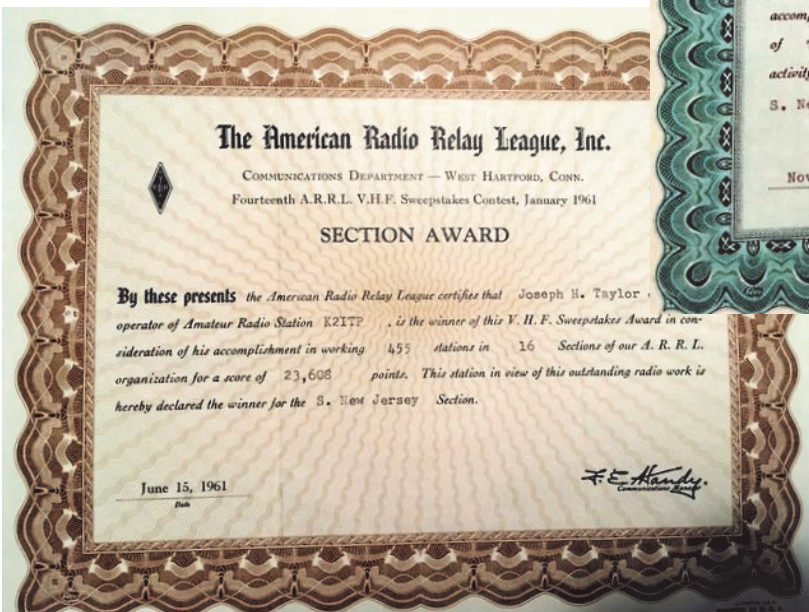 The American Radio Relay League, Inc.
Communications Department — West Hartford, Conn.
Fourteenth A.R.R.L. V.H.F. Sweepstakes Contest, January 1961
SECTION AWARD
By these presents the American Radio Relay League certifies that Joseph H. Taylor
operator of Amateur Radio Station K2ITP , is the winner of this V. H. F. Sweepstakes Award in con-
sideration of his accomplishment in working 455 stations in 16 Sections of our A. R. R. L.
organization for a score of 23,608 points. This station in view of this outstanding radio work is
hereby declared the winner for the S. New Jersey Section.
June 15, 1961
Date
F. E. Handy.
Communications Manager
of
S.